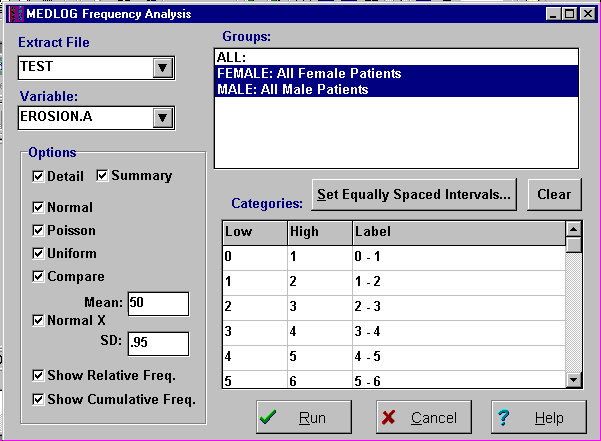 MEDLOG Frequency Analysis
Extract File
TEST
Variable:
EROSION.A
Groups:
ALL:
FEMALE: All Female Patients
MALE: All Male Patients
Options
Detail Summary
Normal
Poisson
Uniform
Compare
Mean: 50
Normal X
SD: .95
Show Relative Freq.
Show Cumulative Freq.
Categories: Set Equally Spaced Intervals... Clear
Low High Label
0 1 0 - 1
1 2 1 - 2
2 3 2 - 3
3 4 3 - 4
4 5 4 - 5
5 6 5 - 6
Run Cancel ? Help